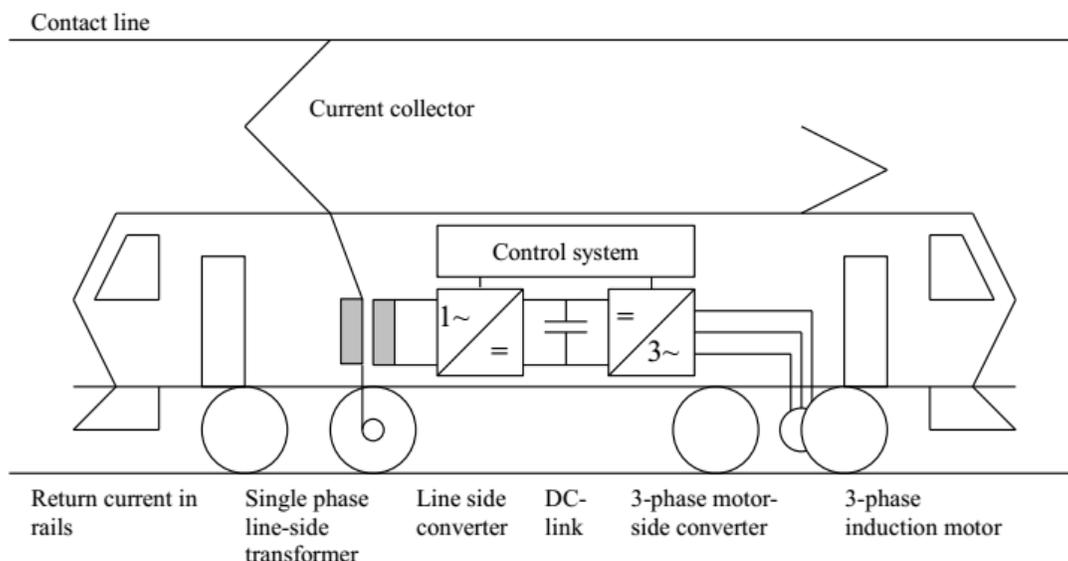 Contact line
Current collector
Control system
1~
=
=
3~
Return current in
rails
Single phase
line-side
transformer
Line side
converter
DC-
link
3-phase motor-
side converter
3-phase
induction motor